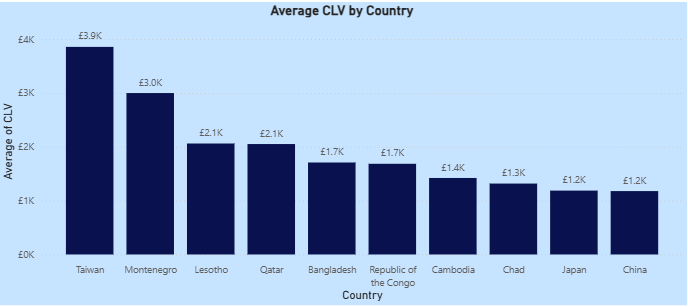 Average CLV by Country
Average of CLV
£4K
£3K
£2K
£1K
£0K
£3.9K
£3.0K
£2.1K
£2.1K
£1.7K
£1.7K
£1.4K
£1.3K
£1.2K
£1.2K
Taiwan
Montenegro
Lesotho
Qatar
Bangladesh
Republic of
the Congo
Cambodia
Chad
Japan
China
Country